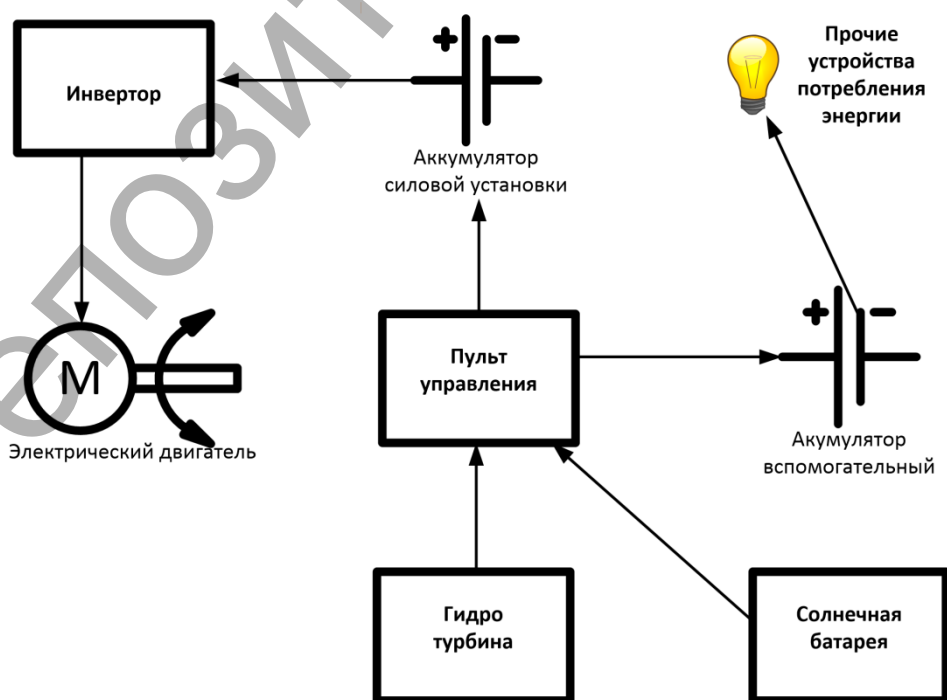 Инвертор
+ −
Аккумулятор
силовой установки
Прочие
устройства
потребления
энергии
М
Электрический двигатель
Пульт
управления
+ −
Акумулятор
вспомогательный
Гидро
турбина
Солнечная
батарея